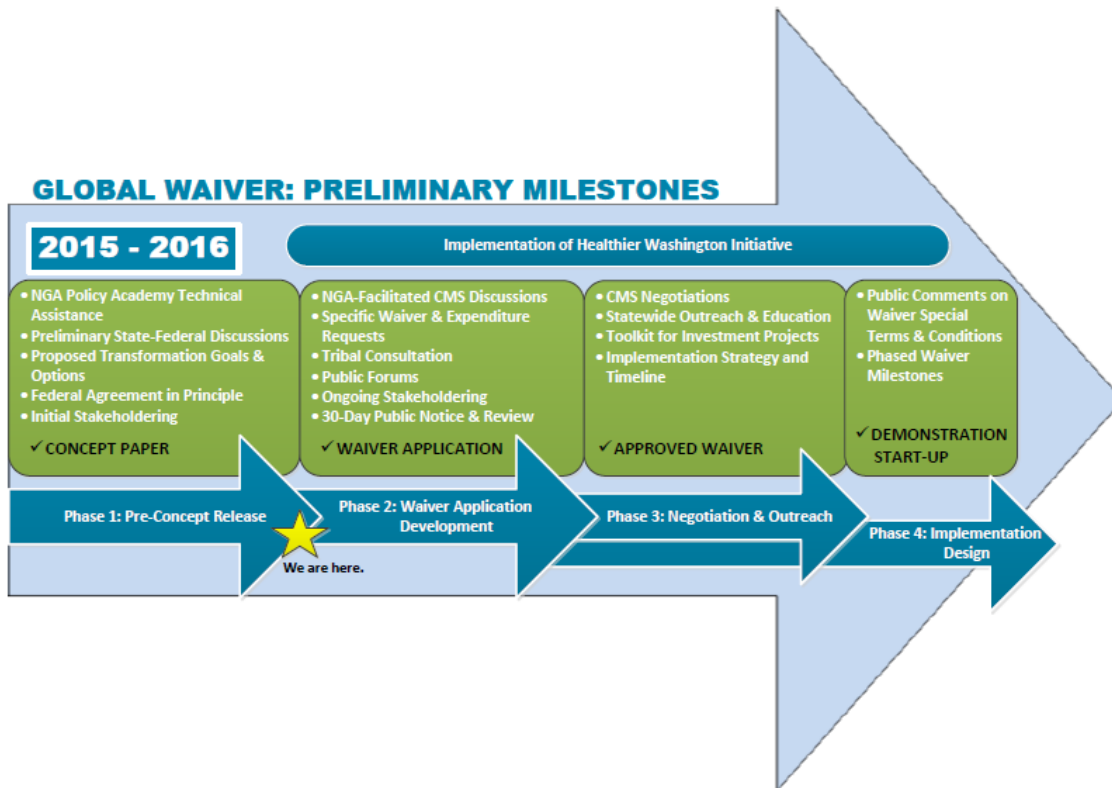 GLOBAL WAIVER: PRELIMINARY MILESTONES
2015 - 2016
Implementation of Healthier Washington Initiative
• NGA Policy Academy Technical
Assistance
• Preliminary State-Federal Discussions
• Proposed Transformation Goals &
Options
• Federal Agreement in Principle
• Initial Stakeholdering
✓ CONCEPT PAPER
• NGA-Facilitated CMS Discussions
• Specific Waiver & Expenditure
Requests
• Tribal Consultation
• Public Forums
• Ongoing Stakeholdering
• 30-Day Public Notice & Review
✓ WAIVER APPLICATION
• CMS Negotiations
• Statewide Outreach & Education
• Toolkit for Investment Projects
• Implementation Strategy and
Timeline
✓ APPROVED WAIVER
• Public Comments on
Waiver Special
Terms & Conditions
• Phased Waiver
Milestones
✓ DEMONSTRATION
START-UP
Phase 1: Pre-Concept Release
We are here.
Phase 2: Waiver Application
Development
Phase 3: Negotiation & Outreach
Phase 4: Implementation
Design